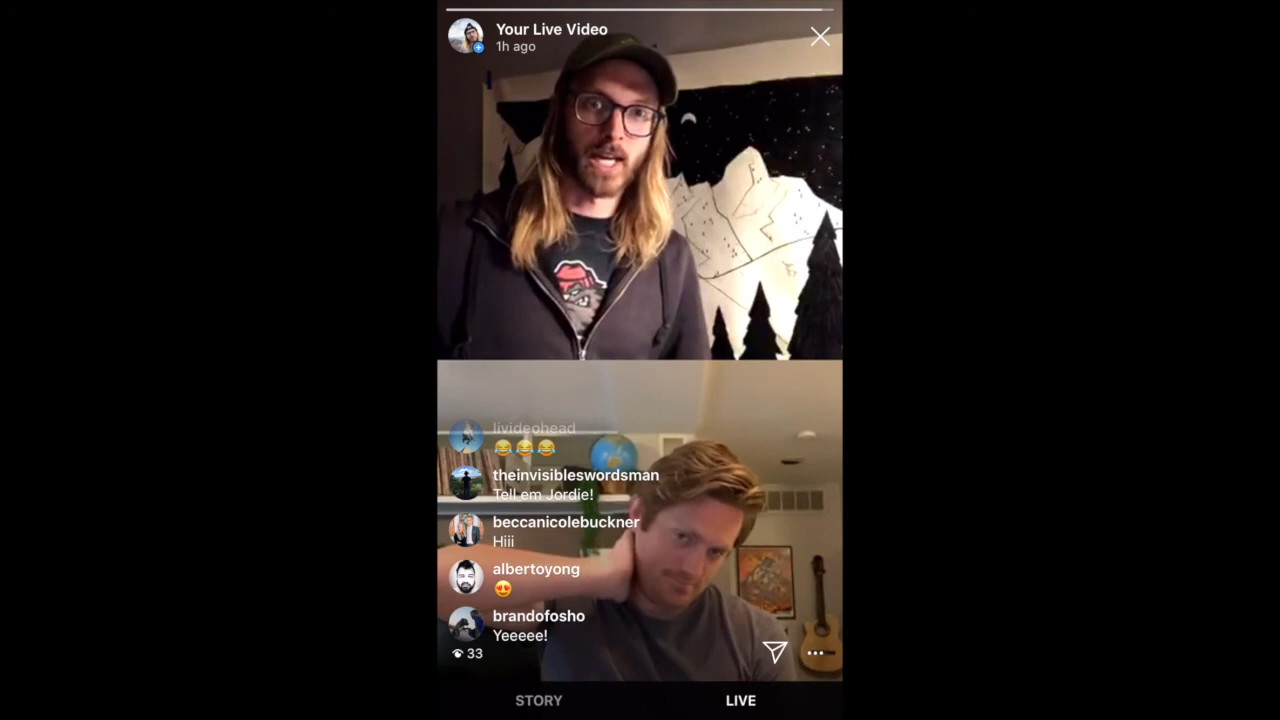 Your Live Video
1h ago
livideohead
😂😂😂
theinvisibleswordsman
Tell em Jordie!
beccanicolebuckner
Hiii
albertoyong
😍
brandofosho
Yeeeee!
33
STORY
LIVE